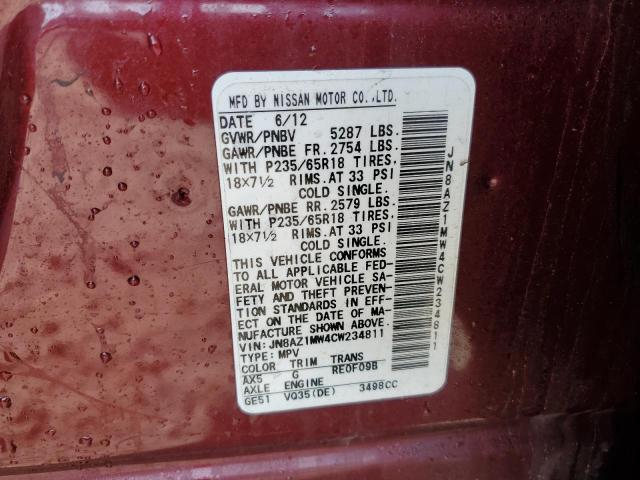 MFD BY NISSAN MOTOR CO.,LTD.
DATE 6/12
GVWR/PNBV 5287 LBS.
GAWR/PNBE FR. 2754 LBS.
WITH P235/65R18 TIRES,
18×7½ RIMS.AT 33 PSI
COLD SINGLE.
GAWR/PNBE RR. 2579 LBS.
WITH P235/65R18 TIRES,
18×7½ RIMS.AT 33 PSI
COLD SINGLE.
THIS VEHICLE CONFORMS
TO ALL APPLICABLE FED-
ERAL MOTOR VEHICLE SA-
FETY AND THEFT PREVEN-
TION STANDARDS IN EFF-
ECT ON THE DATE OF MA-
NUFACTURE SHOWN ABOVE.
VIN: JN8AZ1MW4CW234811
TYPE: MPV
COLOR TRIM TRANS
AX5 G RE0F09B
AXLE ENGINE
GE51 VQ35(DE) 3498CC
JN8AZ1MW4CW234811